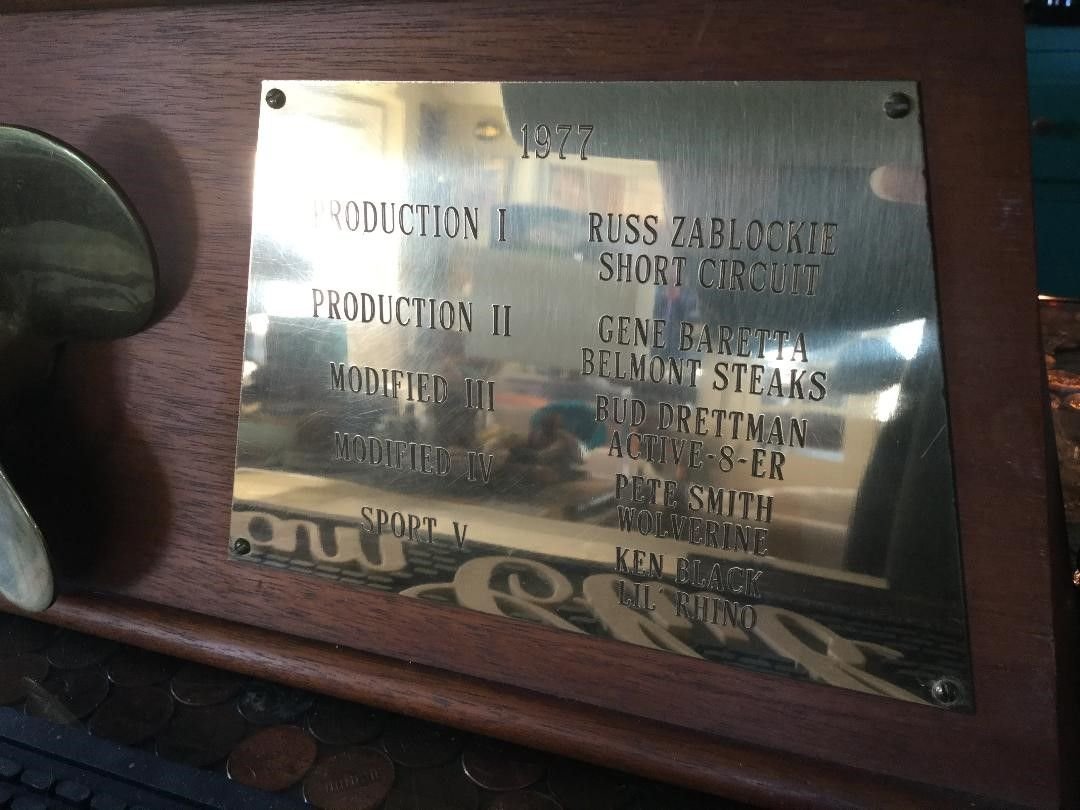 1977
PRODUCTION I RUSS ZABLOCKIE
SHORT CIRCUIT
PRODUCTION II GENE BARETTA
BELMONT STEAKS
MODIFIED III BUD DRETTMAN
ACTIVE-8-ER
MODIFIED IV PETE SMITH
WOLVERINE
SPORT V KEN BLACK
LIL' RHINO